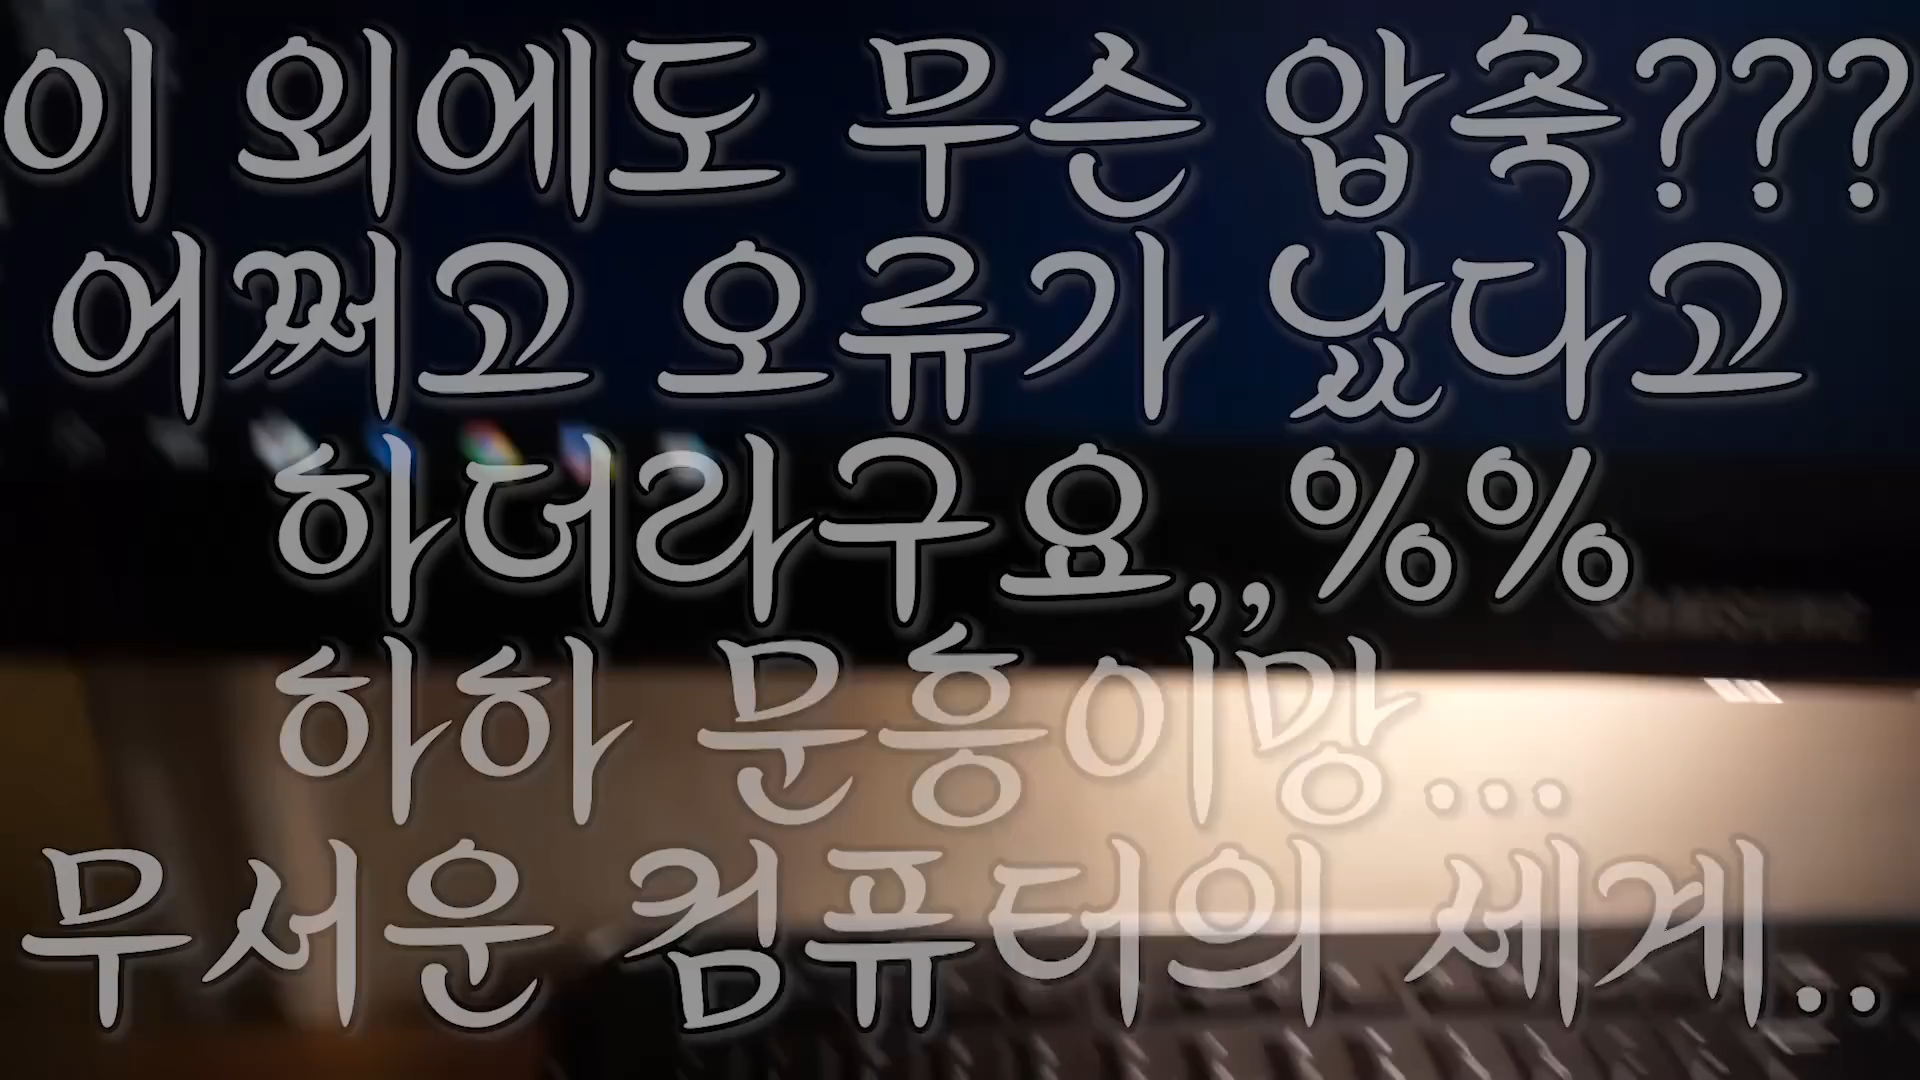 이 외에도 무슨 압축???
어쩌고 오류가 났다고
하더라구요,,%%
하하 문흥이망...
무서운 컴퓨터의 세계..
SAMSUNG